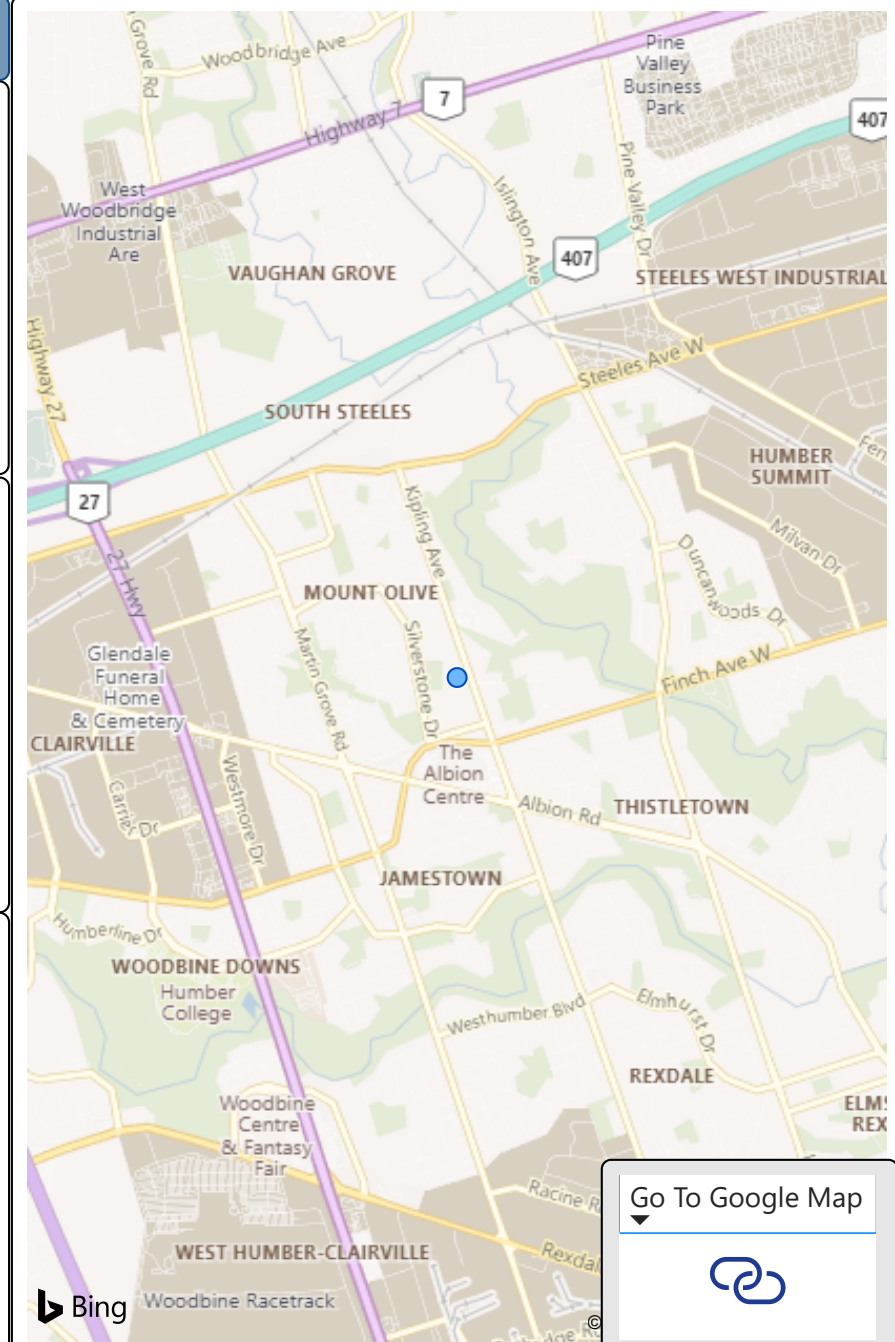 Grove Rd
Woodbridge Ave
Pine
Valley
Business
Park
7
Highway 7
407
West
Woodbridge
Industrial
Are
Islington Ave
Pine Valley Dr
407
VAUGHAN GROVE
STEELES WEST INDUSTRIAL
Highway 27
Steeles Ave W
SOUTH STEELES
HUMBER
SUMMIT
27
Kipling Ave
27 Hwy
Milvan Dr
Duncanwoods Dr
MOUNT OLIVE
Silverstone Dr
Martin Grove Rd
Glendale
Funeral
Home
& Cemetery
Finch Ave W
CLAIRVILLE
The
Albion
Centre
Westmore Dr
Carrier Dr
Albion Rd
THISTLETOWN
JAMESTOWN
Humberline Dr
WOODBINE DOWNS
Humber
College
Westhumber Blvd
Elmhurst Dr
REXDALE
Woodbine
Centre
& Fantasy
Fair
ELMS
REX
Racine R
Go To Google Map
WEST HUMBER-CLAIRVILLE
Rexdal
Bing
Woodbine Racetrack
©